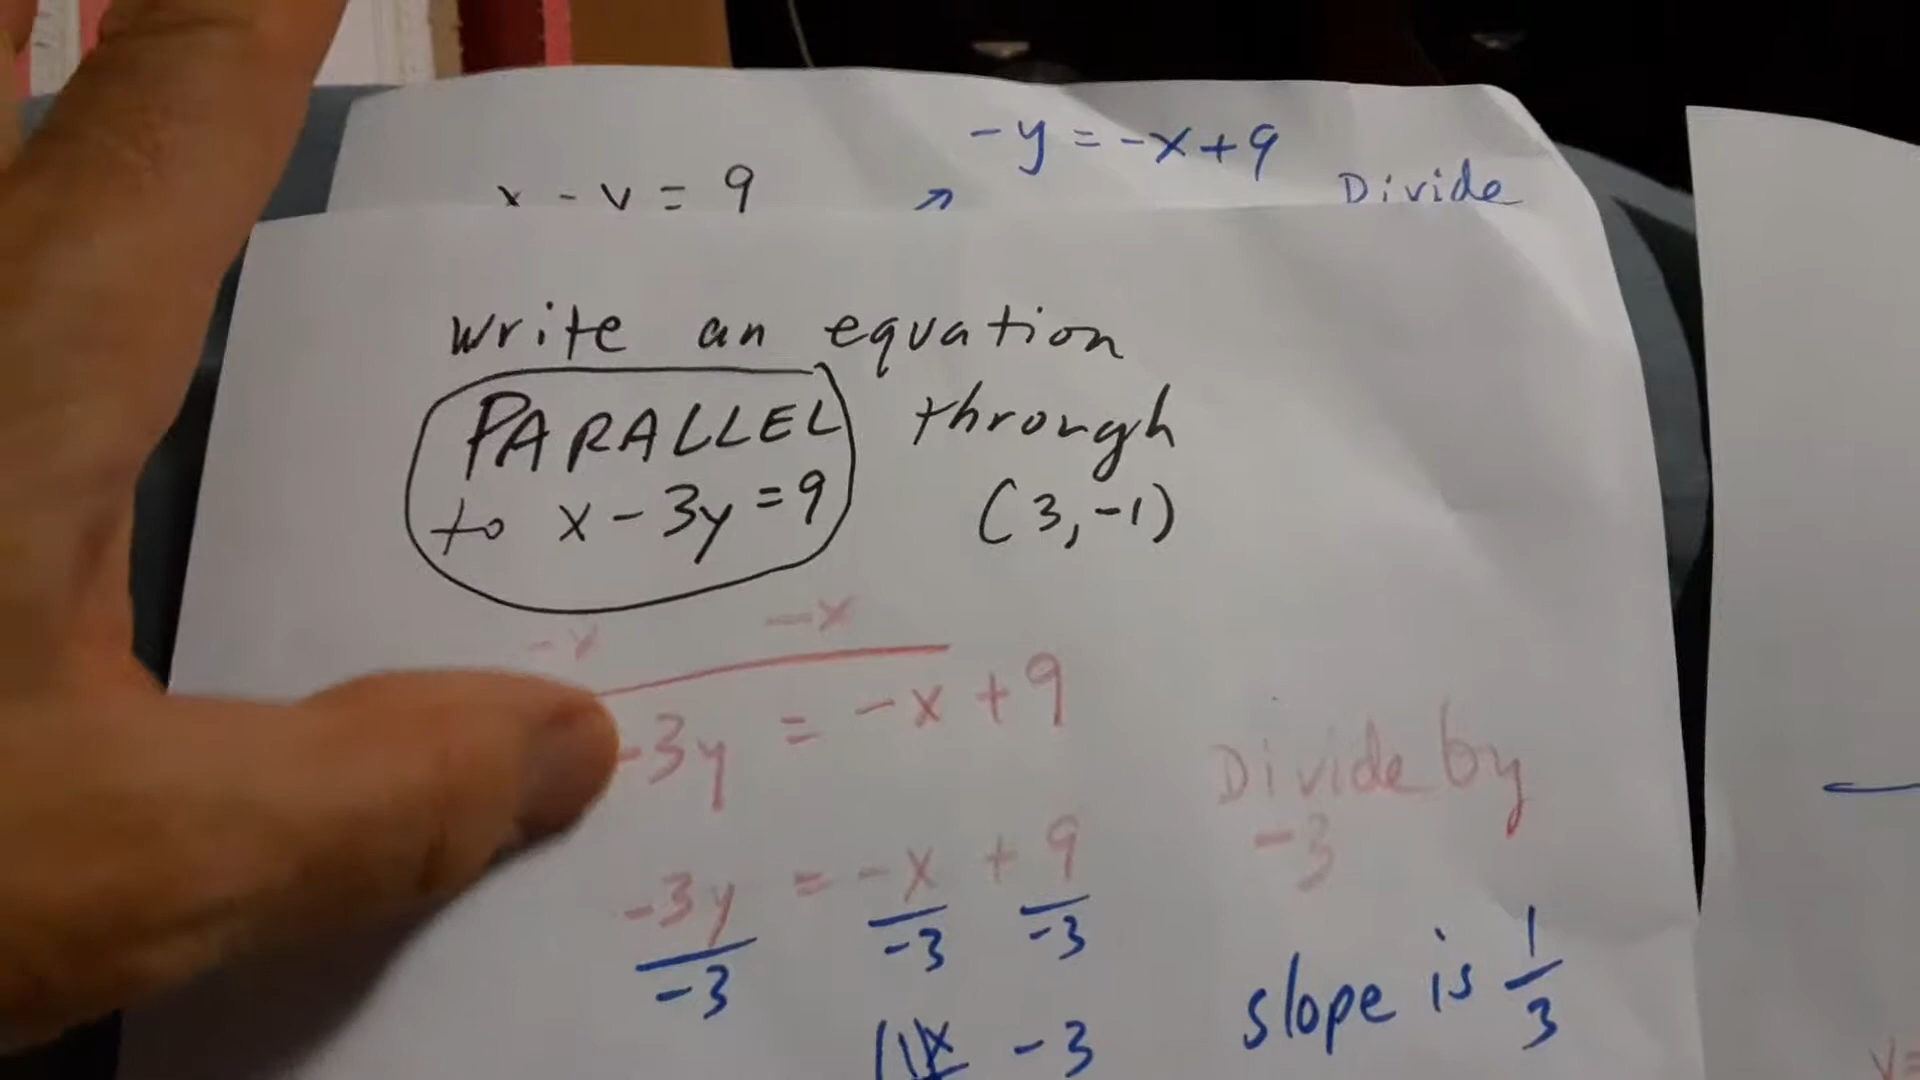 -y = -x + 9
x - y = 9
Divide
write an equation
PARALLEL through
to x - 3y = 9 (3, -1)
-x -x
-3y = -x + 9
Divide by
-3
-3y = -x + 9
-3 -3 -3
slope is 1/3
- 3